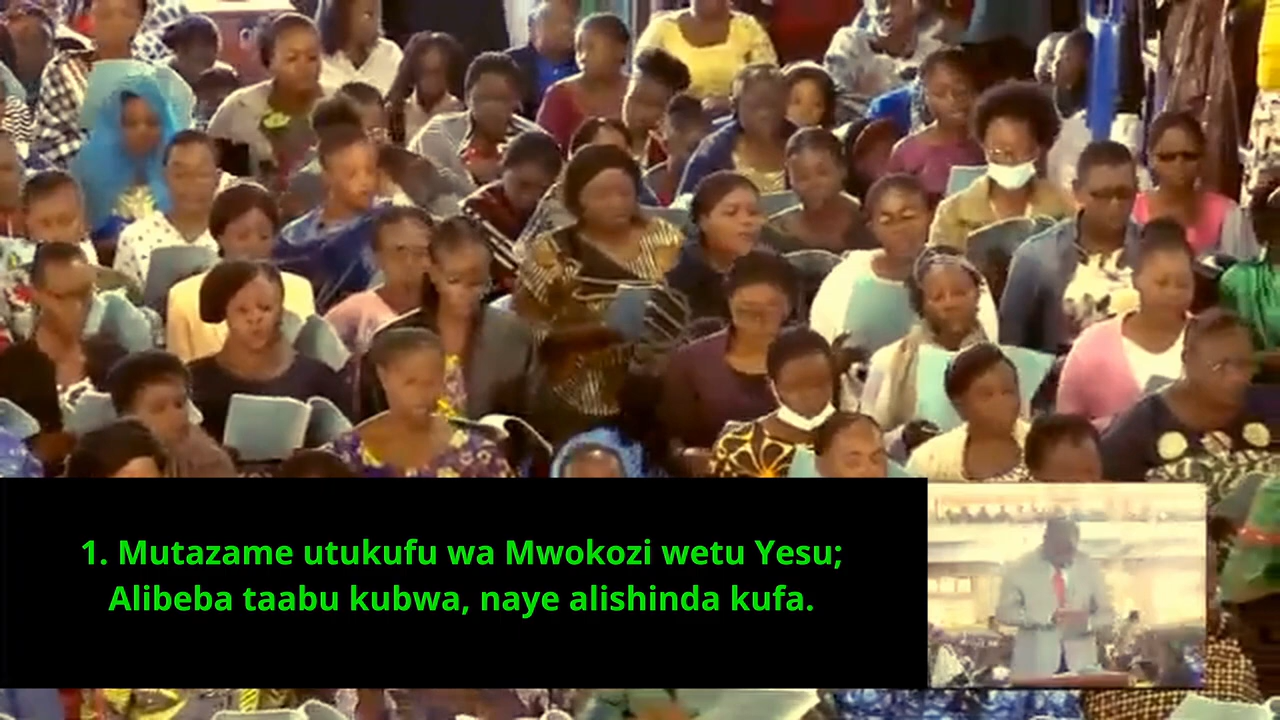 1. Mutazame utukufu wa Mwokozi wetu Yesu;
Alibeba taabu kubwa, naye alishinda kufa.